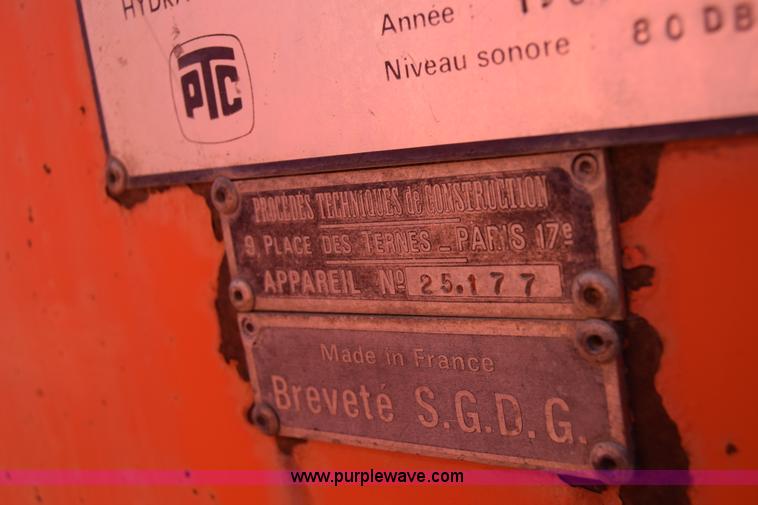 Année
Niveau sonore : 80 DB
PTC
PROCEDÉS TECHNIQUES de CONSTRUCTION
9, PLACE DES TERNES _ PARIS 17e
APPAREIL No 25.177
Made in France
Breveté S.G.D.G.
www.purplewave.com